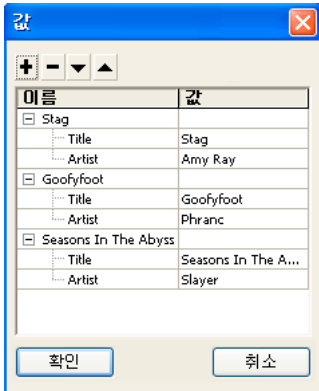 값
이름 값
Stag
Title Stag
Artist Amy Ray
Goofyfoot
Title Goofyfoot
Artist Phranc
Seasons In The Abyss
Title Seasons In The A...
Artist Slayer
확인 취소